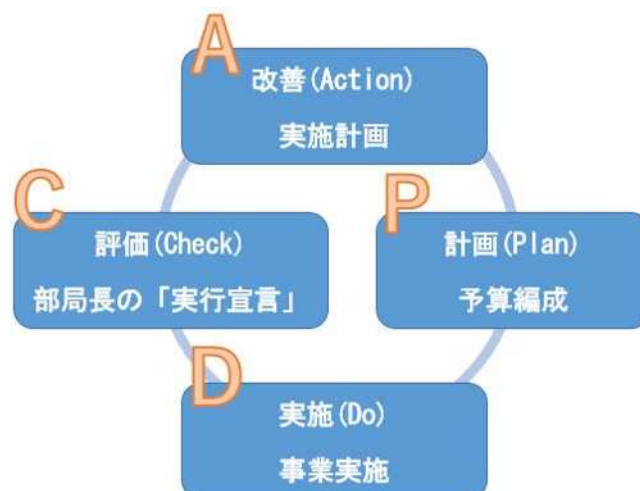 A
改善(Action)
実施計画
C
評価(Check)
部局長の「実行宣言」
P
計画(Plan)
予算編成
D
実施(Do)
事業実施